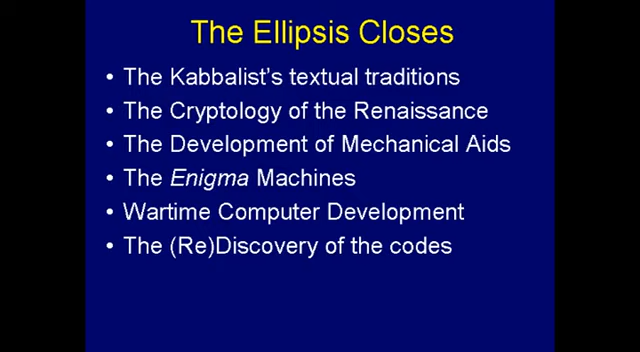 The Ellipsis Closes
• The Kabbalist's textual traditions
• The Cryptology of the Renaissance
• The Development of Mechanical Aids
• The Enigma Machines
• Wartime Computer Development
• The (Re)Discovery of the codes